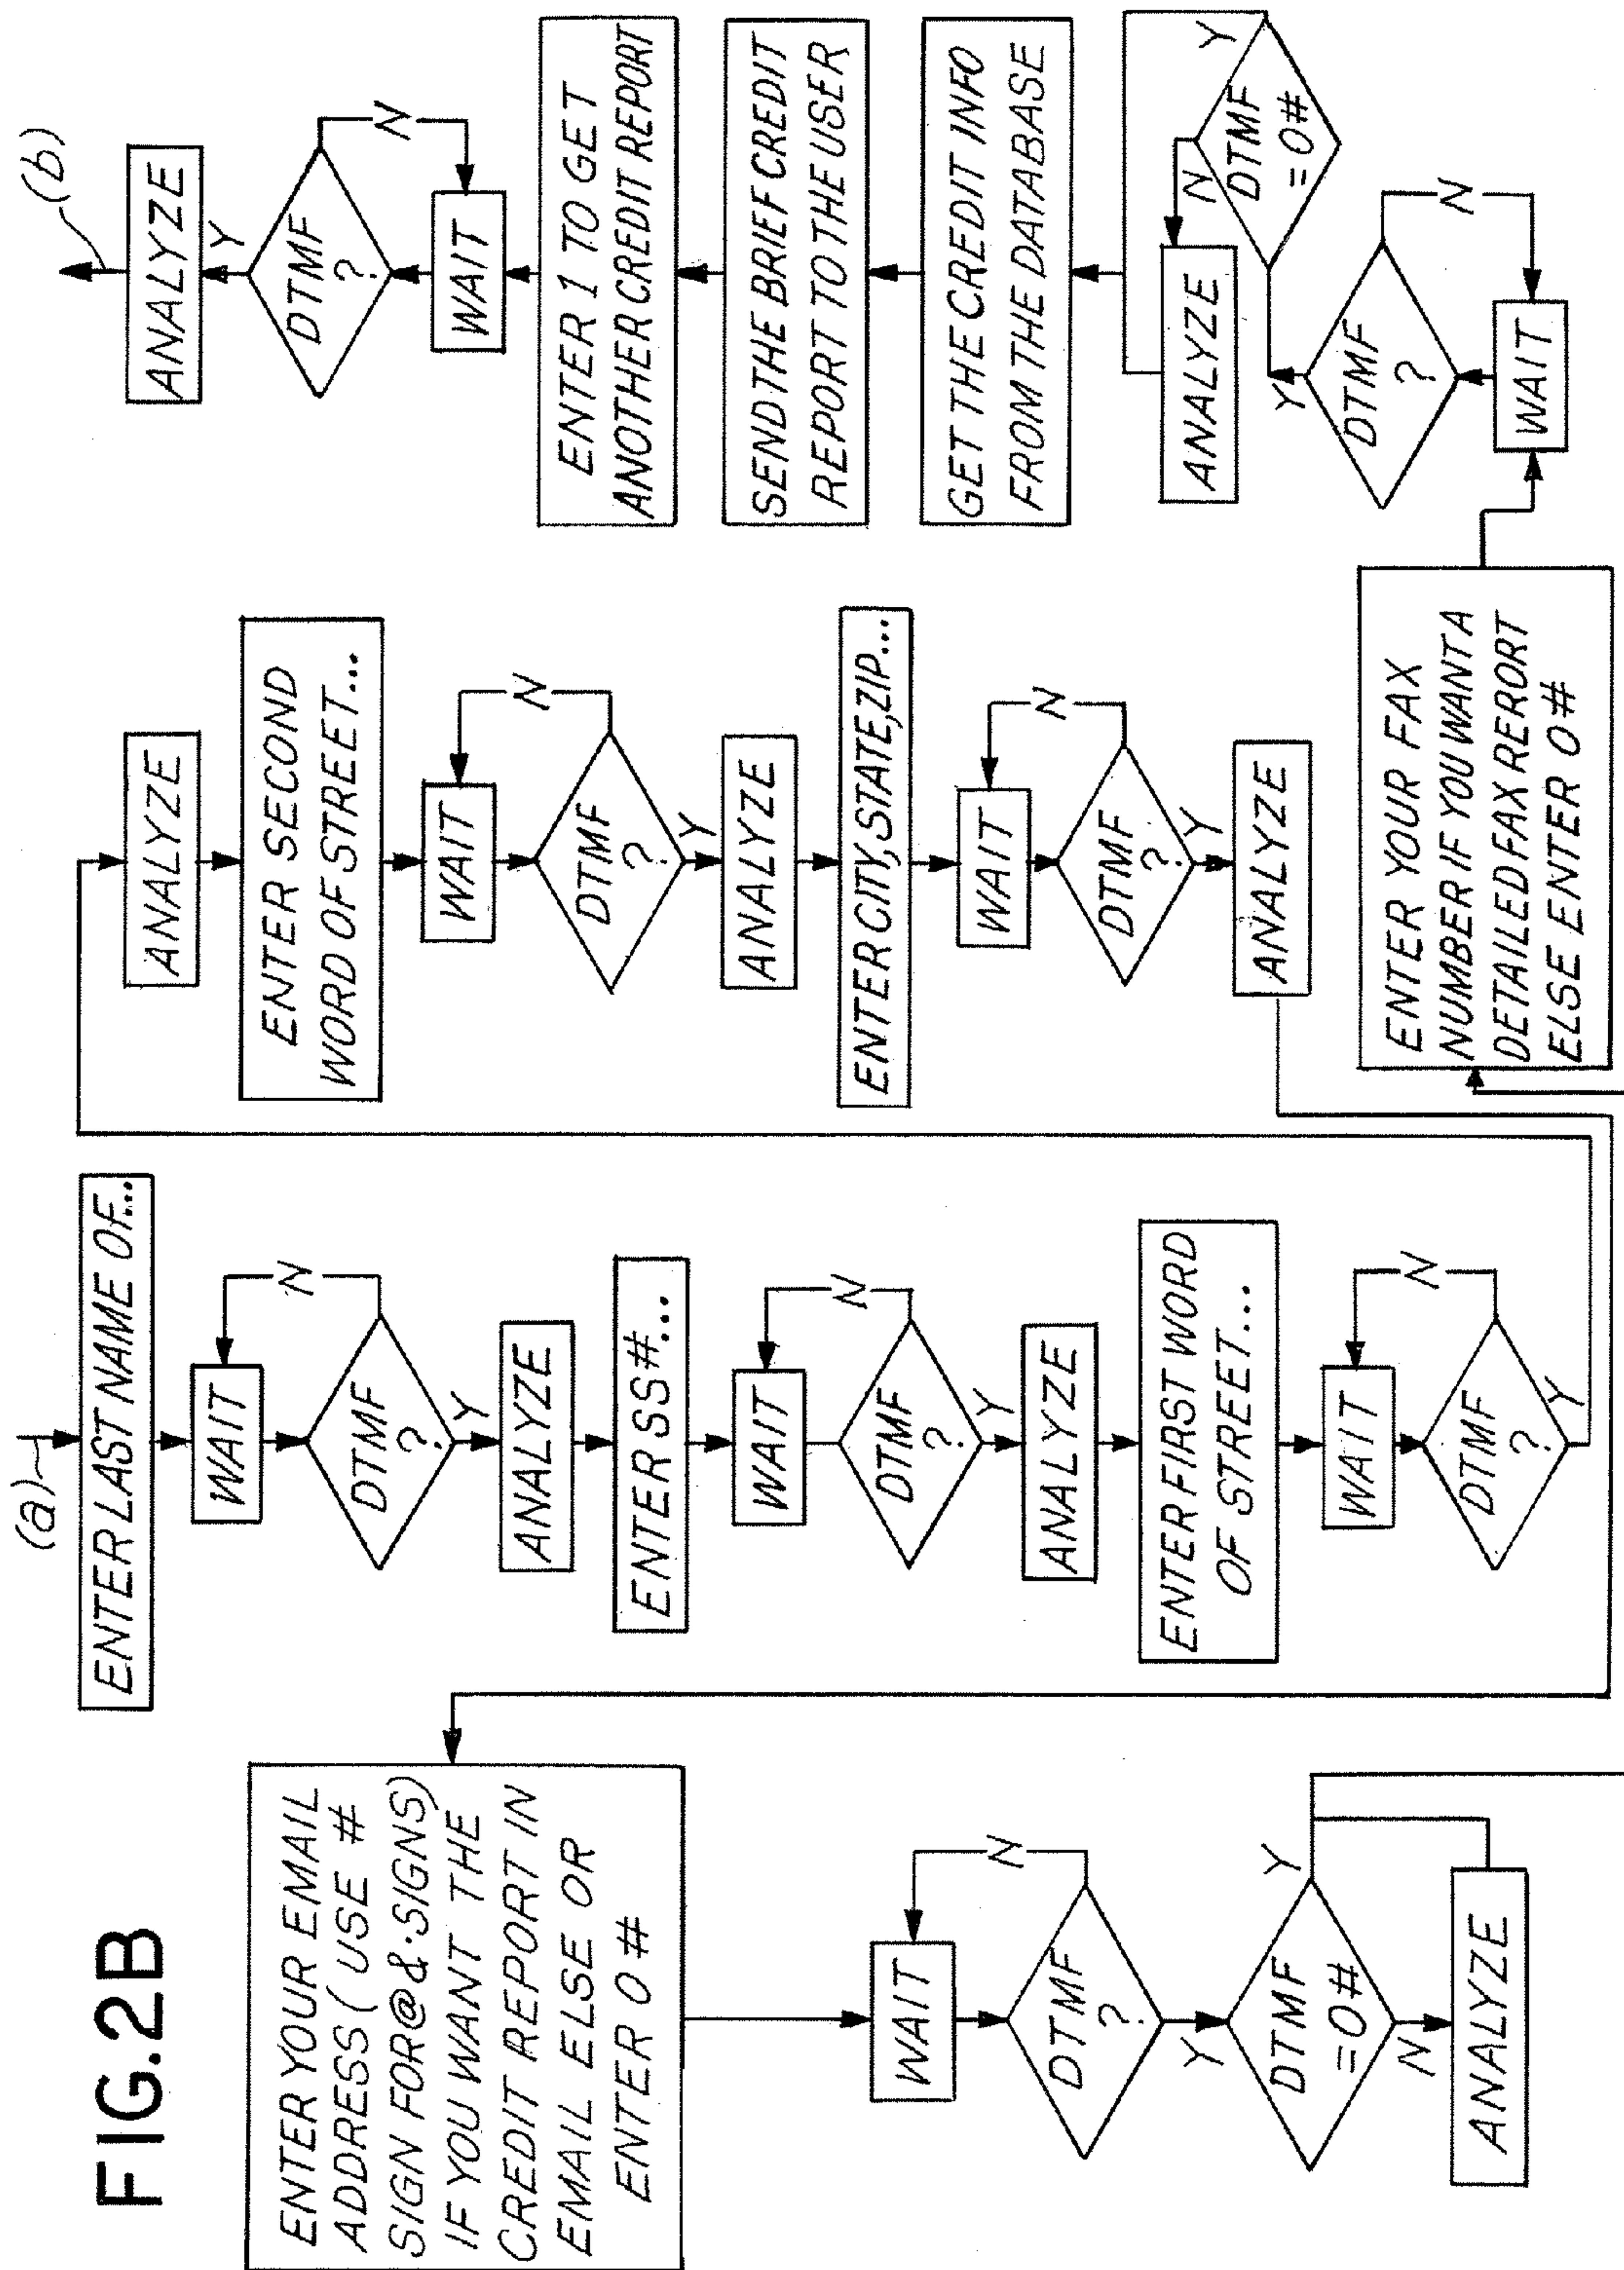 FIG.2B
ENTER YOUR EMAIL
ADDRESS (USE #
SIGN FOR@&.SIGNS)
IF YOU WANT THE
CREDIT REPORT IN
EMAIL ELSE OR
ENTER 0 #
WAIT
DTMF
?
N
Y
DTMF
=0#
Y
N
ANALYZE
(a)
ENTER LAST NAME OF...
WAIT
DTMF
?
N
Y
ANALYZE
ENTER SS#...
WAIT
DTMF
?
N
Y
ANALYZE
ENTER FIRST WORD
OF STREET...
WAIT
DTMF
?
N
Y
ANALYZE
ENTER SECOND
WORD OF STREET...
WAIT
DTMF
?
N
Y
ANALYZE
ENTER CITY,STATE,ZIP...
WAIT
DTMF
?
N
Y
ANALYZE
ENTER YOUR FAX
NUMBER IF YOU WANT A
DETAILED FAX RERORT
ELSE ENTER 0#
(b)
ANALYZE
Y
DTMF
?
N
WAIT
ENTER 1 TO GET
ANOTHER CREDIT REPORT
SEND THE BRIEF CREDIT
REPORT TO THE USER
GET THE CREDIT INFO
FROM THE DATABASE
ANALYZE
N
DTMF
=0#
Y
Y
DTMF
?
N
WAIT